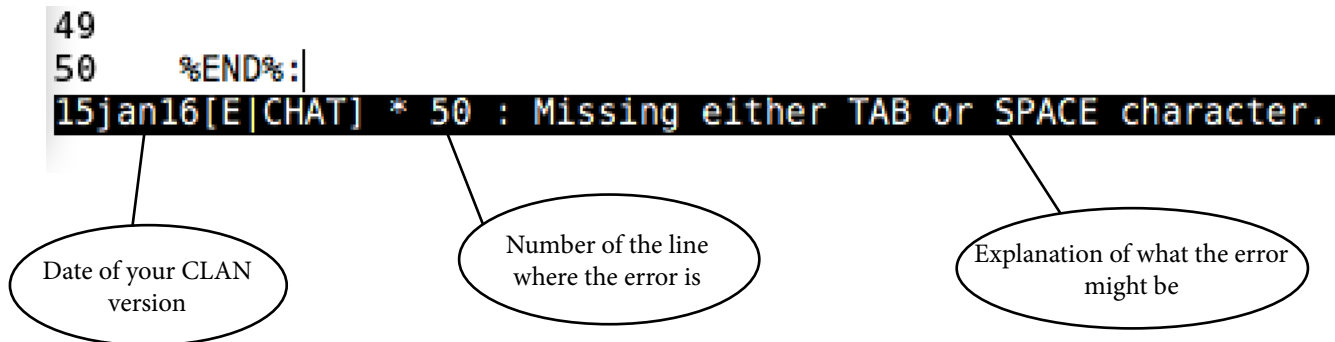 49
50 %END%:
15jan16[E|CHAT] * 50 : Missing either TAB or SPACE character.
Date of your CLAN
version
Number of the line
where the error is
Explanation of what the error
might be